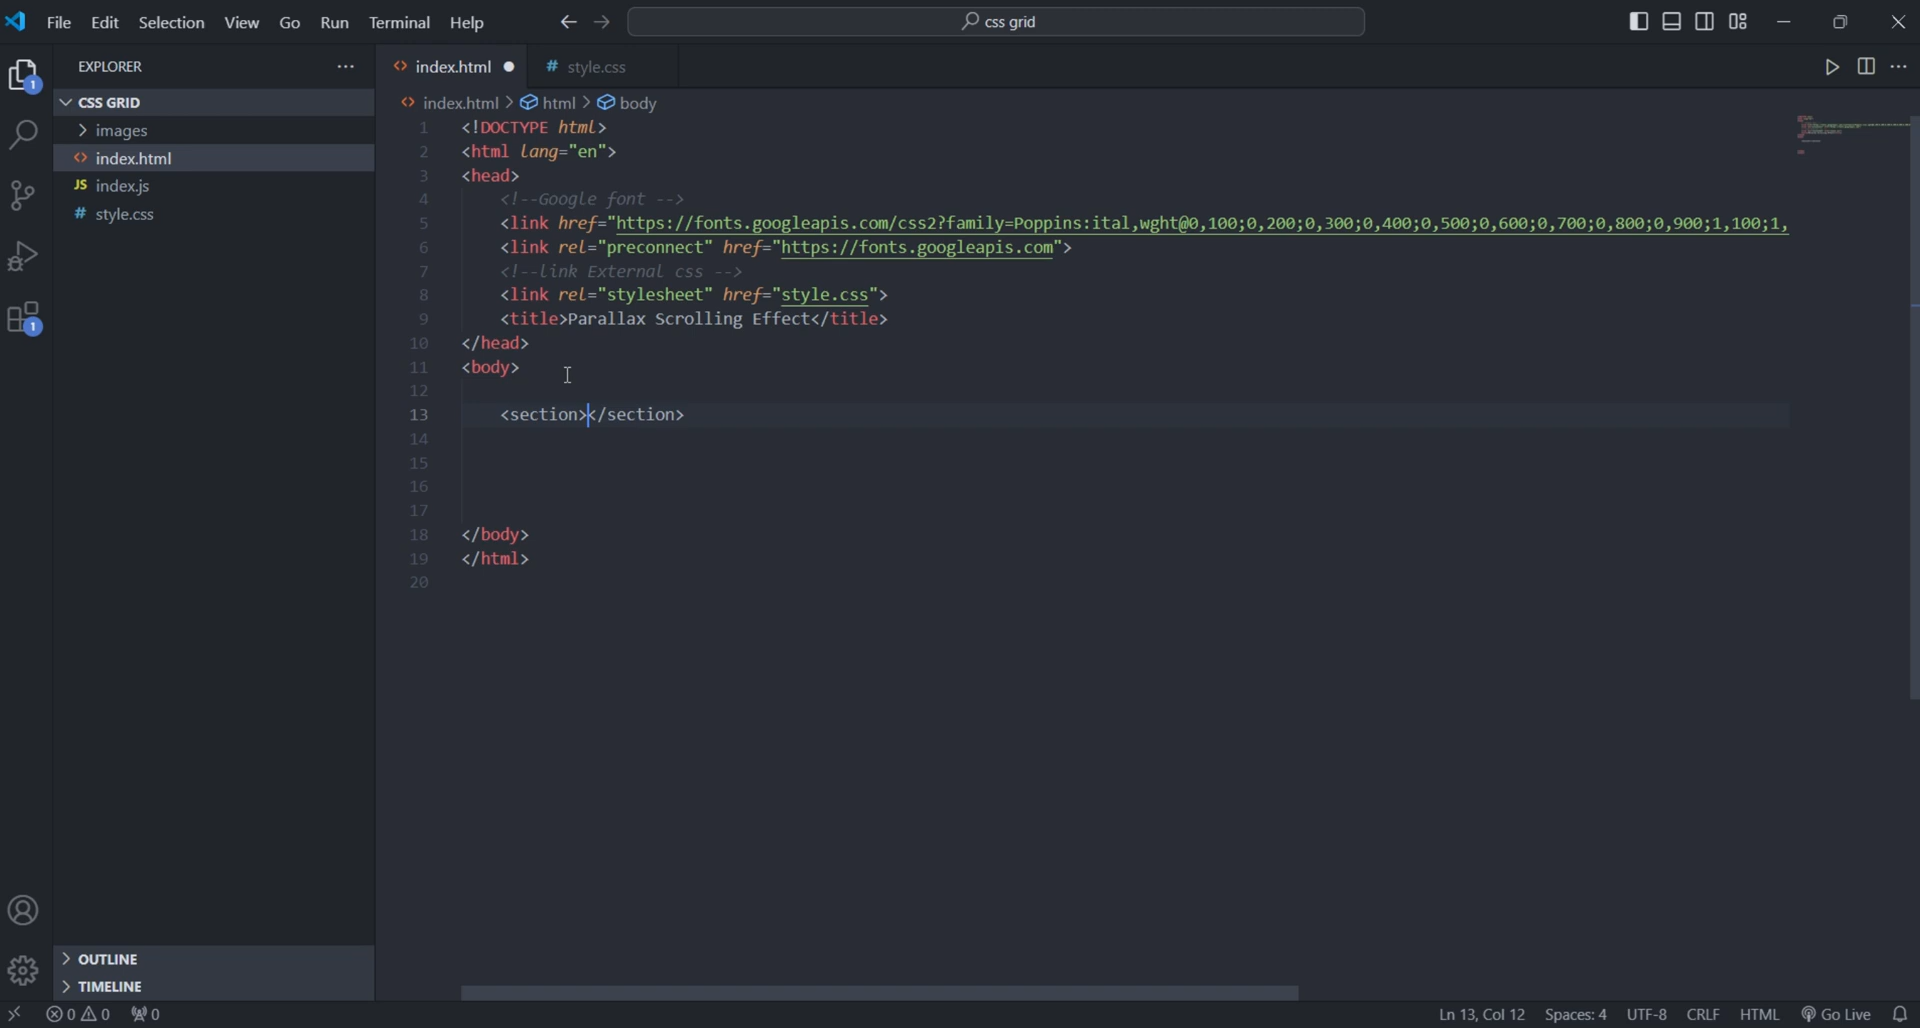 File Edit Selection View Go Run Terminal Help css grid
EXPLORER
index.html style.css
CSS GRID
index.html > html > body
images
index.html
JS index.js
# style.css
1 <!DOCTYPE html>
2 <html lang="en">
3 <head>
4 <!--Google font -->
5 <link href="https://fonts.googleapis.com/css2?family=Poppins:ital,wght@0,100;0,200;0,300;0,400;0,500;0,600;0,700;0,800;0,900;1,100;1,
6 <link rel="preconnect" href="https://fonts.googleapis.com">
7 <!--link External css -->
8 <link rel="stylesheet" href="style.css">
9 <title>Parallax Scrolling Effect</title>
10 </head>
11 <body>
12
13 <section></section>
14
15
16
17
18 </body>
19 </html>
20
1
1
OUTLINE
TIMELINE
0 0 0 Ln 13, Col 12 Spaces: 4 UTF-8 CRLF HTML Go Live